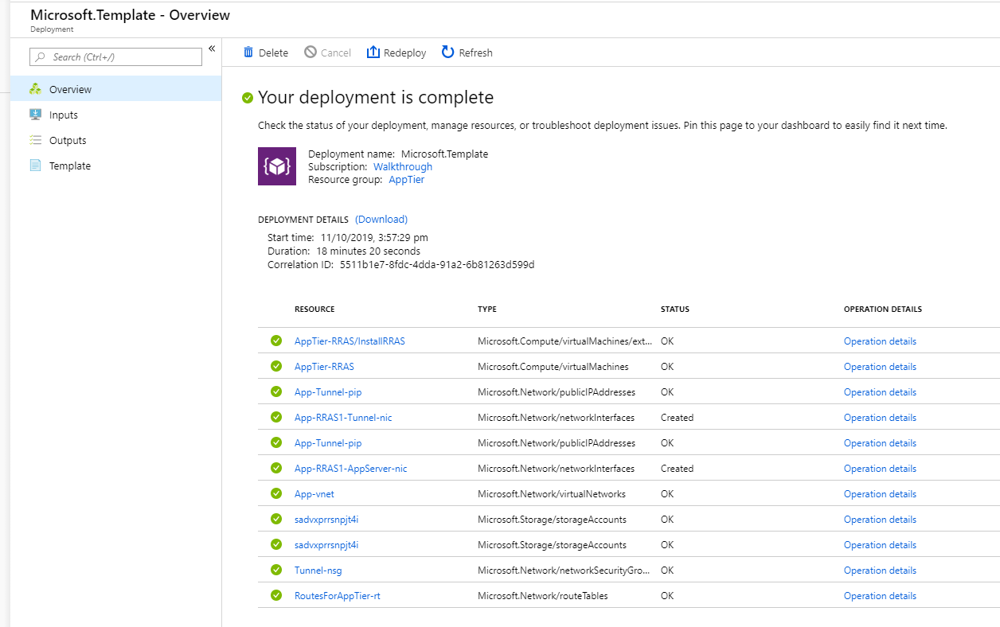 Microsoft.Template - Overview
Deployment
Search (Ctrl+/)
«
Overview
Inputs
Outputs
Template
Delete Cancel Redeploy Refresh
Your deployment is complete
Check the status of your deployment, manage resources, or troubleshoot deployment issues. Pin this page to your dashboard to easily find it next time.
Deployment name: Microsoft.Template
Subscription: Walkthrough
Resource group: AppTier
DEPLOYMENT DETAILS (Download)
Start time: 11/10/2019, 3:57:29 pm
Duration: 18 minutes 20 seconds
Correlation ID: 5511b1e7-8fdc-4dda-91a2-6b81263d599d
RESOURCE TYPE STATUS OPERATION DETAILS
AppTier-RRAS/InstallRRAS Microsoft.Compute/virtualMachines/ext... OK Operation details
AppTier-RRAS Microsoft.Compute/virtualMachines OK Operation details
App-Tunnel-pip Microsoft.Network/publicIPAddresses OK Operation details
App-RRAS1-Tunnel-nic Microsoft.Network/networkInterfaces Created Operation details
App-Tunnel-pip Microsoft.Network/publicIPAddresses OK Operation details
App-RRAS1-AppServer-nic Microsoft.Network/networkInterfaces Created Operation details
App-vnet Microsoft.Network/virtualNetworks OK Operation details
sadvxprrsnpjt4i Microsoft.Storage/storageAccounts OK Operation details
sadvxprrsnpjt4i Microsoft.Storage/storageAccounts OK Operation details
Tunnel-nsg Microsoft.Network/networkSecurityGro... OK Operation details
RoutesForAppTier-rt Microsoft.Network/routeTables OK Operation details